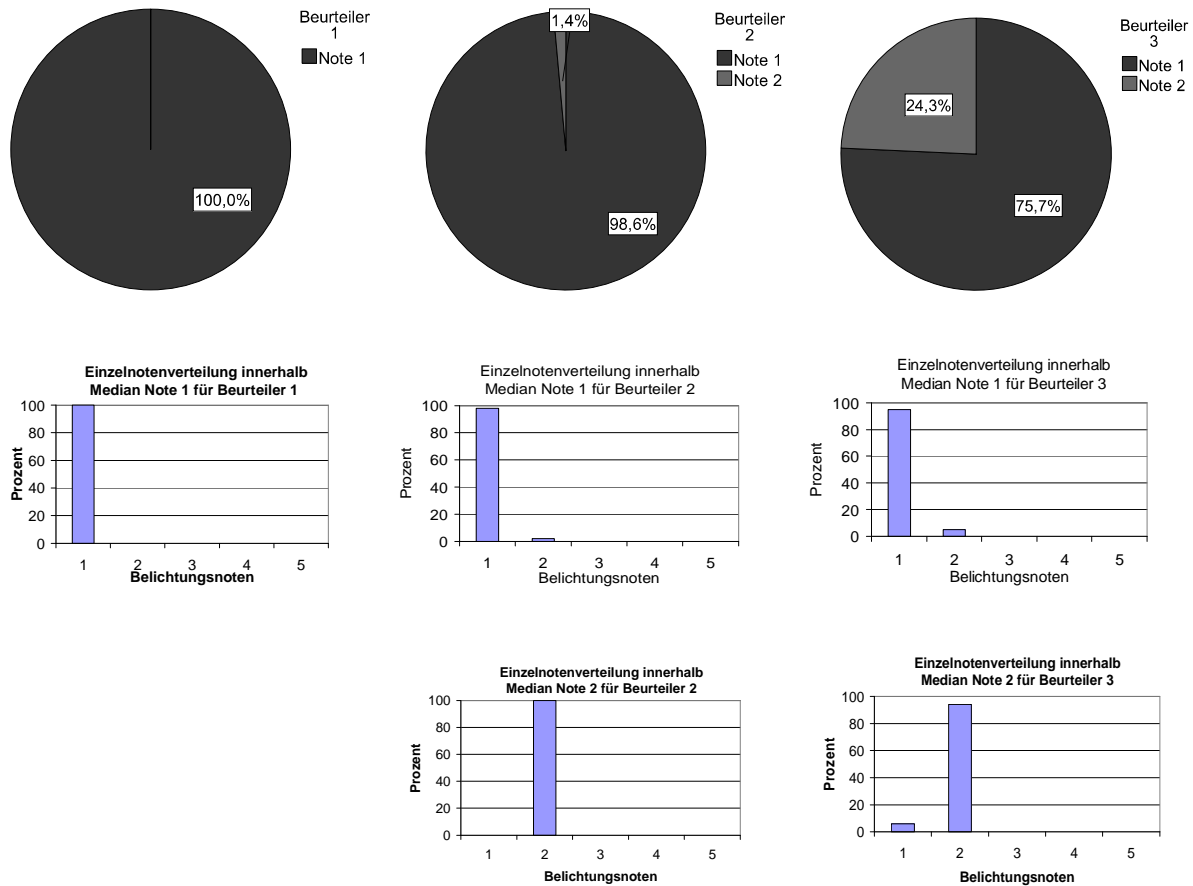 Beurteiler
1
Note 1
100,0%
Beurteiler
2
Note 1
Note 2
1,4%
98,6%
Beurteiler
3
Note 1
Note 2
24,3%
75,7%
Einzelnotenverteilung innerhalb
Median Note 1 für Beurteiler 1
Prozent
100
80
60
40
20
0
1 2 3 4 5
Belichtungsnoten
Einzelnotenverteilung innerhalb
Median Note 1 für Beurteiler 2
Prozent
100
80
60
40
20
0
1 2 3 4 5
Belichtungsnoten
Einzelnotenverteilung innerhalb
Median Note 1 für Beurteiler 3
Prozent
100
80
60
40
20
0
1 2 3 4 5
Belichtungsnoten
Einzelnotenverteilung innerhalb
Median Note 2 für Beurteiler 2
Prozent
100
80
60
40
20
0
1 2 3 4 5
Belichtungsnoten
Einzelnotenverteilung innerhalb
Median Note 2 für Beurteiler 3
Prozent
100
80
60
40
20
0
1 2 3 4 5
Belichtungsnoten